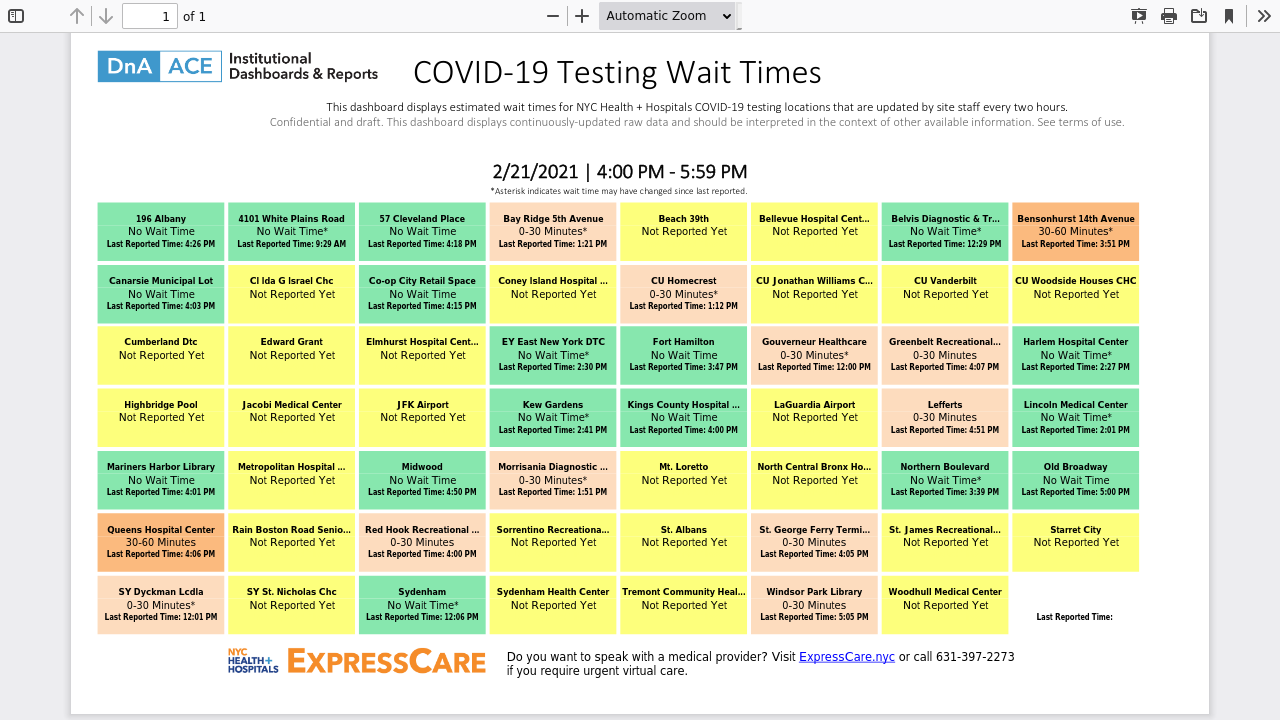 1 of 1 Automatic Zoom
DnA ACE Institutional
Dashboards & Reports
COVID-19 Testing Wait Times
This dashboard displays estimated wait times for NYC Health + Hospitals COVID-19 testing locations that are updated by site staff every two hours.
Confidential and draft. This dashboard displays continuously-updated raw data and should be interpreted in the context of other available information. See terms of use.
2/21/2021 | 4:00 PM - 5:59 PM
*Asterisk indicates wait time may have changed since last reported.
196 Albany 4101 White Plains Road 57 Cleveland Place Bay Ridge 5th Avenue Beach 39th Bellevue Hospital Cent... Belvis Diagnostic & Tr... Bensonhurst 14th Avenue
No Wait Time No Wait Time* No Wait Time 0-30 Minutes* Not Reported Yet Not Reported Yet No Wait Time* 30-60 Minutes*
Last Reported Time: 4:26 PM Last Reported Time: 9:29 AM Last Reported Time: 4:18 PM Last Reported Time: 1:21 PM Last Reported Time: 12:29 PM Last Reported Time: 3:51 PM
Canarsie Municipal Lot Cl Ida G Israel Chc Co-op City Retail Space Coney Island Hospital ... CU Homecrest CU Jonathan Williams C... CU Vanderbilt CU Woodside Houses CHC
No Wait Time Not Reported Yet No Wait Time Not Reported Yet 0-30 Minutes* Not Reported Yet Not Reported Yet Not Reported Yet
Last Reported Time: 4:03 PM Last Reported Time: 4:15 PM Last Reported Time: 1:12 PM
Cumberland Dtc Edward Grant Elmhurst Hospital Cent... EY East New York DTC Fort Hamilton Gouverneur Healthcare Greenbelt Recreational... Harlem Hospital Center
Not Reported Yet Not Reported Yet Not Reported Yet No Wait Time* No Wait Time 0-30 Minutes* 0-30 Minutes No Wait Time*
Last Reported Time: 2:30 PM Last Reported Time: 3:47 PM Last Reported Time: 12:00 PM Last Reported Time: 4:07 PM Last Reported Time: 2:27 PM
Highbridge Pool Jacobi Medical Center JFK Airport Kew Gardens Kings County Hospital ... LaGuardia Airport Lefferts Lincoln Medical Center
Not Reported Yet Not Reported Yet Not Reported Yet No Wait Time* No Wait Time Not Reported Yet 0-30 Minutes No Wait Time*
Last Reported Time: 2:41 PM Last Reported Time: 4:00 PM Last Reported Time: 4:51 PM Last Reported Time: 2:01 PM
Mariners Harbor Library Metropolitan Hospital ... Midwood Morrisania Diagnostic ... Mt. Loretto North Central Bronx Ho... Northern Boulevard Old Broadway
No Wait Time Not Reported Yet No Wait Time 0-30 Minutes* Not Reported Yet Not Reported Yet No Wait Time* No Wait Time
Last Reported Time: 4:01 PM Last Reported Time: 4:50 PM Last Reported Time: 1:51 PM Last Reported Time: 3:39 PM Last Reported Time: 5:00 PM
Queens Hospital Center Rain Boston Road Senio... Red Hook Recreational ... Sorrentino Recreationa... St. Albans St. George Ferry Termi... St. James Recreational... Starret City
30-60 Minutes Not Reported Yet 0-30 Minutes Not Reported Yet Not Reported Yet 0-30 Minutes Not Reported Yet Not Reported Yet
Last Reported Time: 4:06 PM Last Reported Time: 4:00 PM Last Reported Time: 4:05 PM
SY Dyckman Lcdla SY St. Nicholas Chc Sydenham Sydenham Health Center Tremont Community Heal... Windsor Park Library Woodhull Medical Center
0-30 Minutes* Not Reported Yet No Wait Time* Not Reported Yet Not Reported Yet 0-30 Minutes Not Reported Yet
Last Reported Time: 12:01 PM Last Reported Time: 12:06 PM Last Reported Time: 5:05 PM Last Reported Time:
NYC
HEALTH+
HOSPITALS
EXPRESSCARE
Do you want to speak with a medical provider? Visit ExpressCare.nyc or call 631-397-2273
if you require urgent virtual care.